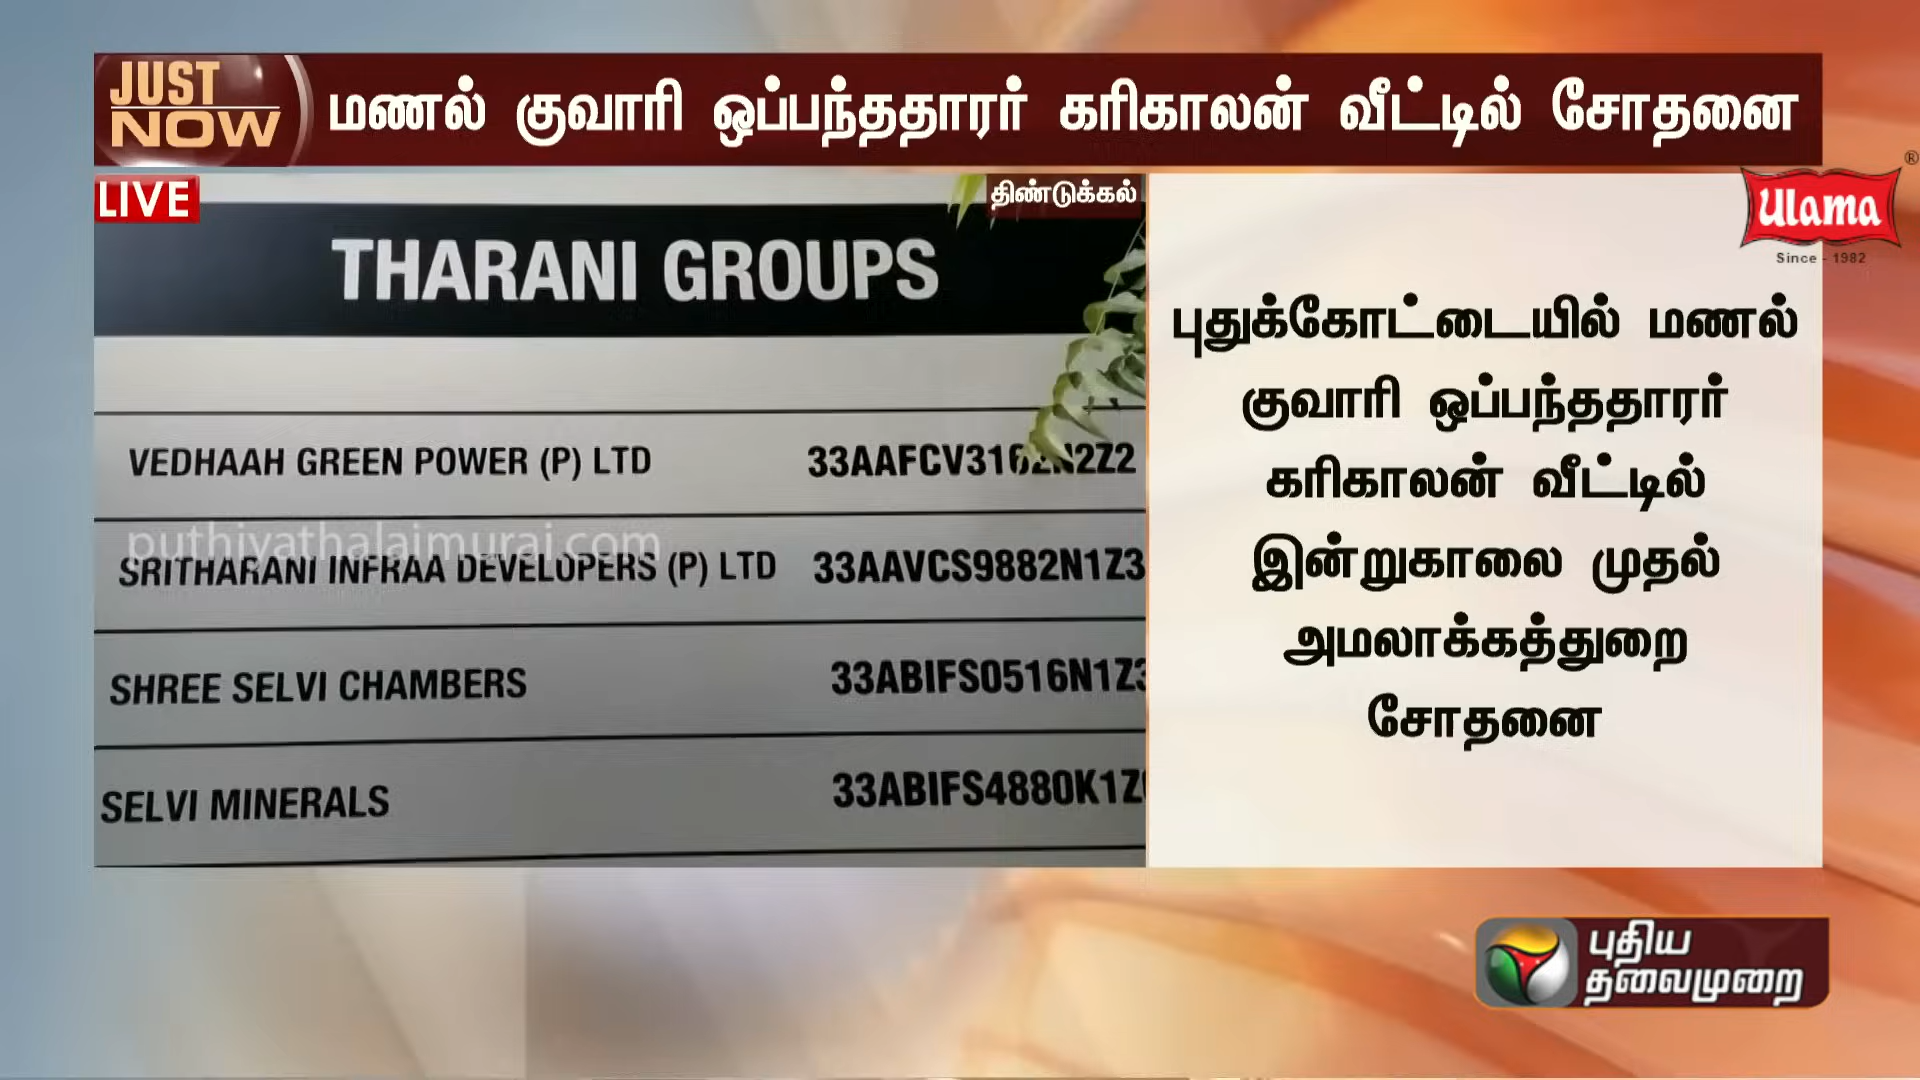 JUST
NOW
மணல் குவாரி ஒப்பந்ததாரர் கரிகாலன் வீட்டில் சோதனை
LIVE
திண்டுக்கல்
THARANI GROUPS
VEDHAAH GREEN POWER (P) LTD
puthiyathalaimurai.com
SRITHARANI INFRAA DEVELOPERS (P) LTD 33AAVCS9882N1Z3
SHREE SELVI CHAMBERS
SELVI MINERALS
Ulama
®
Since - 1982
புதுக்கோட்டையில் மணல்
குவாரி ஒப்பந்ததாரர்
கரிகாலன் வீட்டில்
இன்றுகாலை முதல்
அமலாக்கத்துறை
சோதனை
புதிய
தலைமுறை